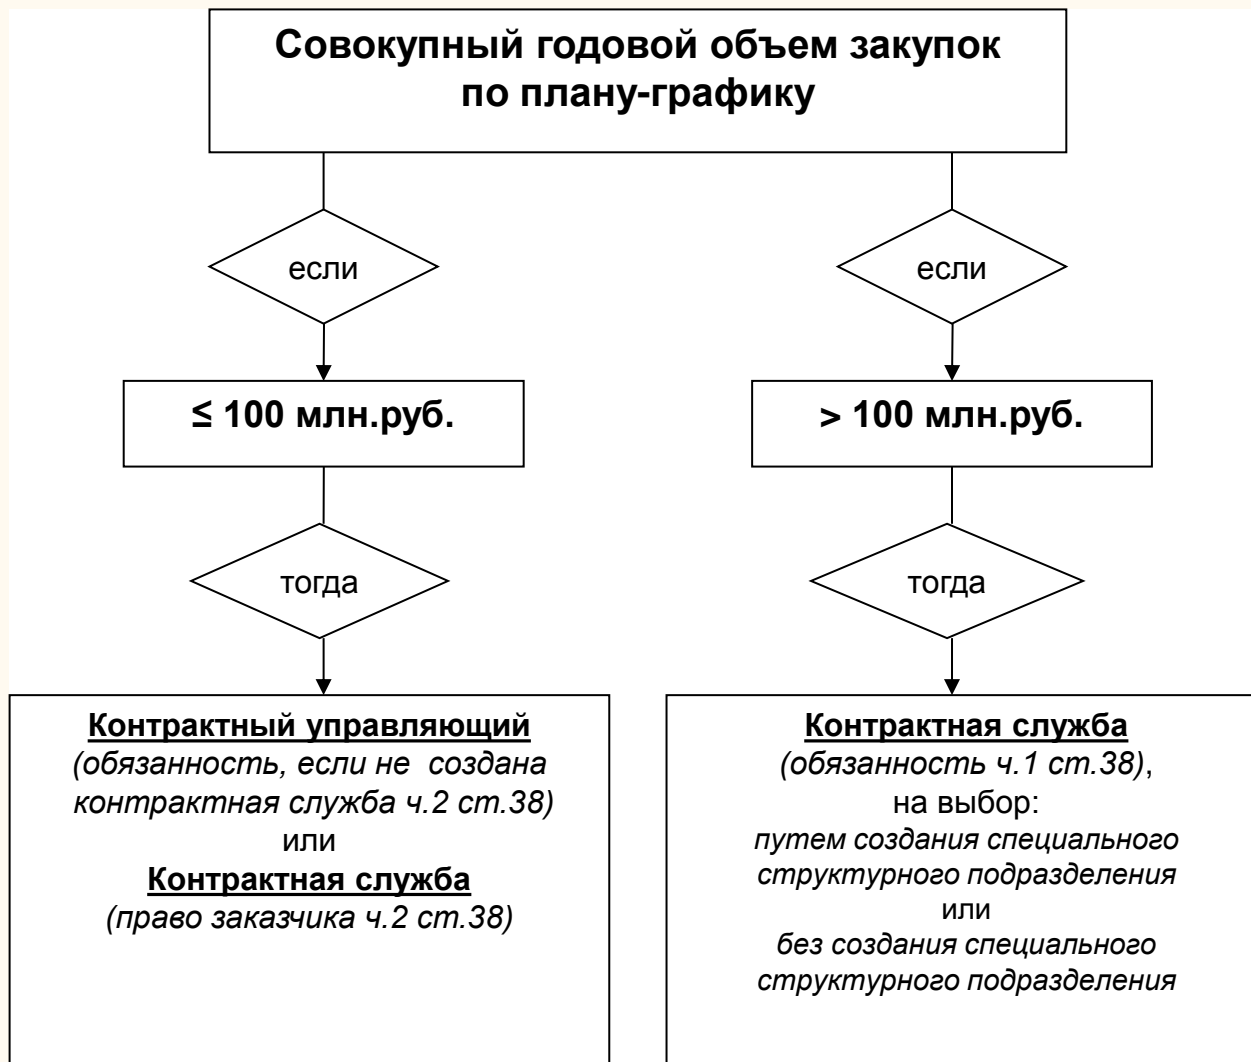 Совокупный годовой объем закупок
по плану-графику
если
если
≤ 100 млн.руб.
> 100 млн.руб.
тогда
тогда
Контрактный управляющий
(обязанность, если не создана
контрактная служба ч.2 ст.38)
или
Контрактная служба
(право заказчика ч.2 ст.38)
Контрактная служба
(обязанность ч.1 ст.38),
на выбор:
путем создания специального
структурного подразделения
или
без создания специального
структурного подразделения